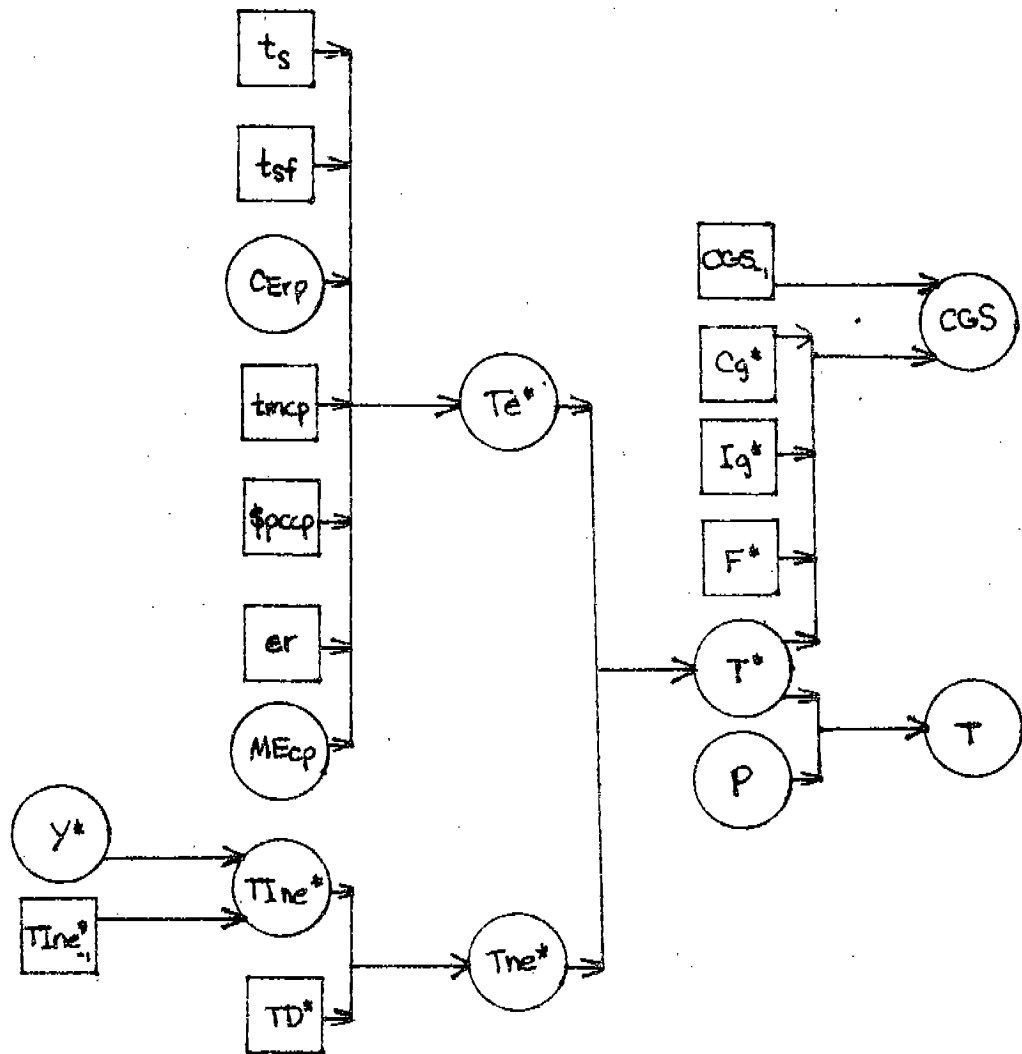 ts
tsf
CErp
tmcp
$pccp
er
MEcp
Y*
TIne*-1
TIne*
TD*
Te*
Tne*
CGS-1
Cg*
Ig*
F*
T*
P
CGS
T